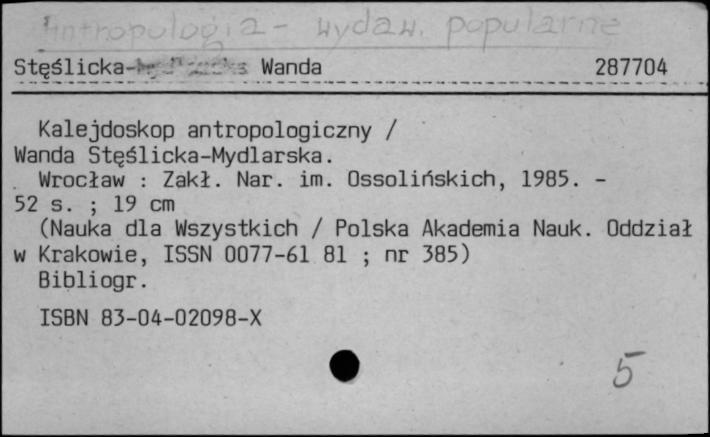 Antropologia - wydaw. popularne
Stęślicka- Wanda 287704
Kalejdoskop antropologiczny /
Wanda Stęślicka-Mydlarska.
Wrocław : Zakł. Nar. im. Ossolińskich, 1985. -
52 s. ; 19 cm
(Nauka dla Wszystkich / Polska Akademia Nauk. Oddział
w Krakowie, ISSN 0077-61 81 ; nr 385)
Bibliogr.
ISBN 83-04-02098-X
5